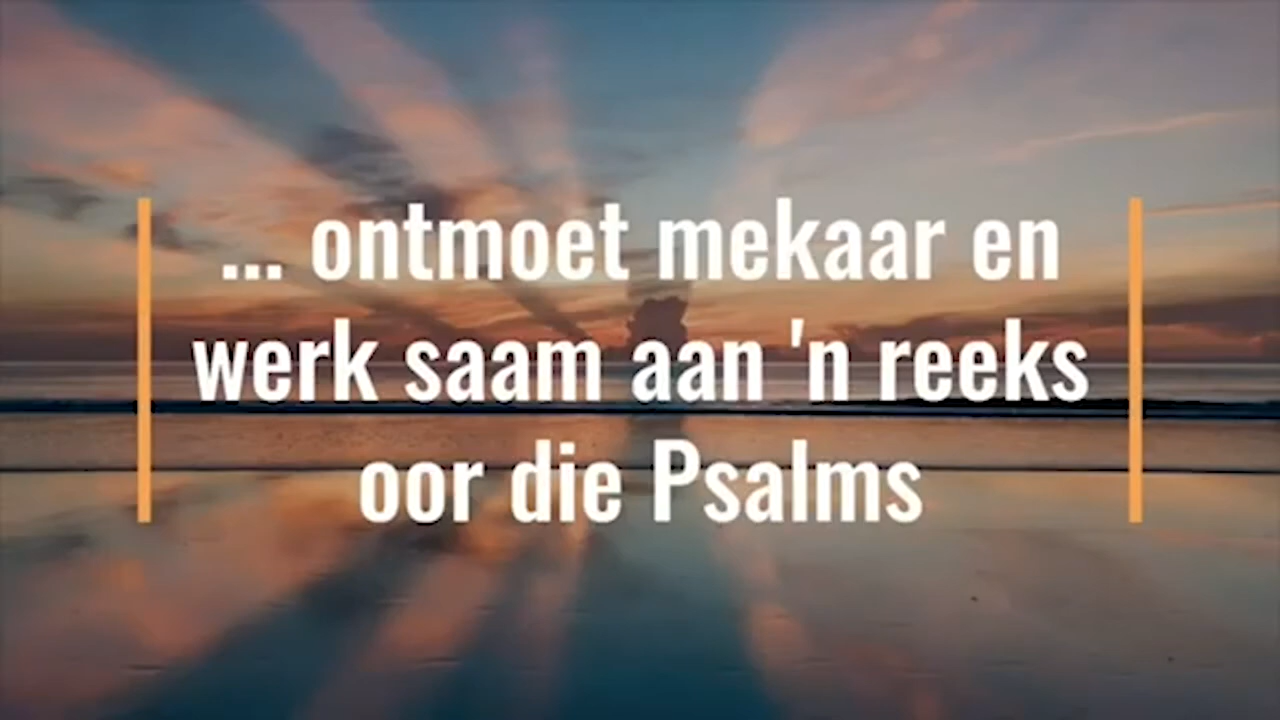 ... ontmoet mekaar en
werk saam aan 'n reeks
oor die Psalms